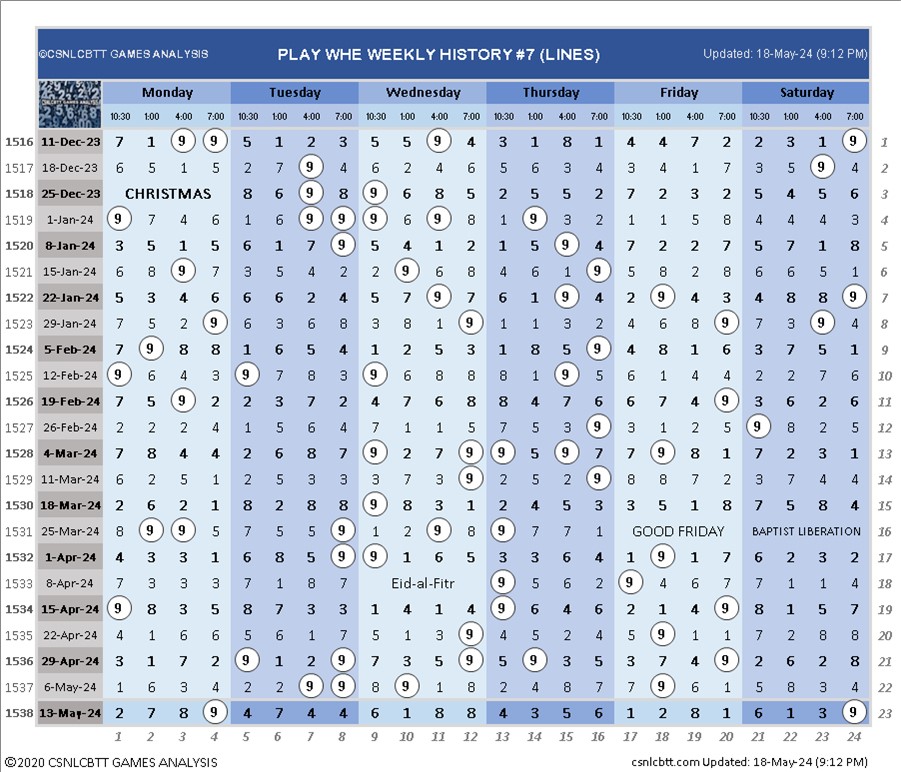 ©CSNLCBTT GAMES ANALYSIS PLAY WHE WEEKLY HISTORY #7 (LINES) Updated: 18-May-24 (9:12 PM)
Monday Tuesday Wednesday Thursday Friday Saturday
10:30 1:00 4:00 7:00 10:30 1:00 4:00 7:00 10:30 1:00 4:00 7:00 10:30 1:00 4:00 7:00 10:30 1:00 4:00 7:00 10:30 1:00 4:00 7:00
1516 11-Dec-23 7 1 9 9 5 1 2 3 5 5 9 4 3 1 8 1 4 4 7 2 2 3 1 9 1
1517 18-Dec-23 6 2 5 1 2 7 9 4 6 2 4 6 5 6 3 4 3 4 1 7 3 5 9 4 2
1518 25-Dec-23 CHRISTMAS 8 6 9 8 9 6 8 5 2 5 5 2 7 2 3 2 5 4 5 6 3
1519 1-Jan-24 9 7 4 6 1 6 9 9 9 6 9 8 1 9 3 2 1 1 5 8 4 4 4 3 4
1520 8-Jan-24 3 5 1 5 6 1 7 9 5 4 1 2 1 5 9 4 7 2 2 7 5 7 1 8 5
1521 15-Jan-24 6 8 9 7 3 5 4 2 2 9 6 8 4 6 1 9 5 8 2 8 6 6 5 1 6
1522 22-Jan-24 5 3 4 6 6 6 2 4 5 7 9 7 6 1 9 4 2 9 4 3 4 8 8 9 7
1523 29-Jan-24 7 5 2 9 6 3 6 8 3 8 1 9 1 1 3 2 4 6 8 9 7 3 9 4 8
1524 5-Feb-24 7 9 8 8 1 6 5 4 1 2 5 3 1 8 5 9 4 8 1 6 3 7 5 1 9
1525 12-Feb-24 9 6 4 3 9 7 8 3 9 6 8 8 8 1 9 5 6 1 4 4 2 2 7 6 10
1526 19-Feb-24 7 5 9 2 2 3 7 2 4 7 6 8 8 4 7 6 6 7 4 9 3 6 2 6 11
1527 26-Feb-24 2 2 2 4 1 5 6 4 7 1 1 5 7 5 3 9 3 1 2 5 9 8 2 5 12
1528 4-Mar-24 7 8 4 4 2 6 8 7 9 2 7 9 9 5 9 7 7 9 8 1 7 2 3 1 13
1529 11-Mar-24 6 2 5 1 2 6 5 5 3 7 3 9 2 5 2 9 8 8 7 2 3 7 4 4 14
1530 18-Mar-24 2 6 2 1 8 2 8 8 9 8 3 1 2 4 5 3 3 5 1 8 7 5 8 4 15
1531 25-Mar-24 8 9 9 5 7 5 5 9 1 2 9 8 9 7 7 1 GOOD FRIDAY BAPTIST LIBERATION 16
1532 1-Apr-24 4 3 3 1 6 8 5 9 9 1 6 5 3 3 6 4 1 9 1 7 6 2 3 2 17
1533 8-Apr-24 7 3 3 3 7 1 8 7 Eid-al-Fitr 9 5 6 2 9 4 6 7 7 1 1 4 18
1534 15-Apr-24 9 8 3 5 8 7 3 3 1 4 1 4 9 6 4 6 2 1 4 9 8 1 5 7 19
1535 22-Apr-24 4 1 6 6 5 6 1 7 5 1 3 9 4 5 2 4 5 9 1 1 7 2 8 8 20
1536 29-Apr-24 3 1 7 2 9 1 2 9 7 3 5 9 5 9 3 5 3 7 4 9 2 6 2 8 21
1537 6-May-24 1 6 3 4 2 2 9 9 8 9 1 8 2 4 8 7 7 9 6 1 5 8 3 4 22
1538 13-May-24 2 7 8 9 4 7 4 4 6 1 8 8 4 3 5 6 1 2 8 1 6 1 3 9 23
1 2 3 4 5 6 7 8 9 10 11 12 13 14 15 16 17 18 19 20 21 22 23 24
©2020 CSNLCBTT GAMES ANALYSIS csnlcbtt.com Updated: 18-May-24 (9:12 PM)